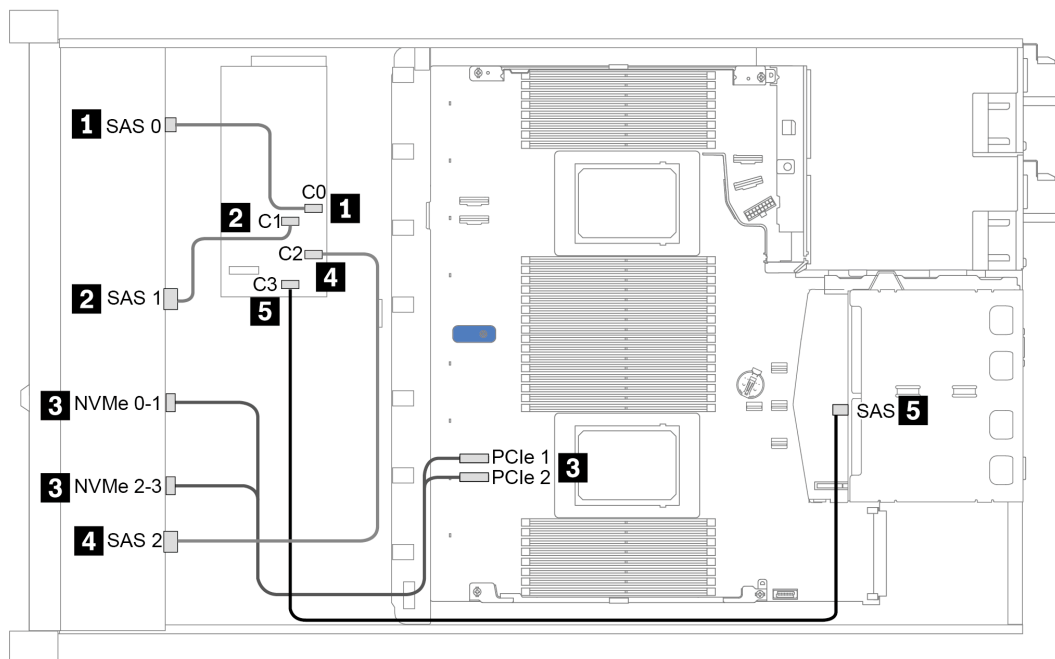 1 SAS 0
C0
1
2 C1
C2
4
2 SAS 1
C3
5
3 NVMe 0-1
SAS 5
PCIe 1
PCIe 2
3
3 NVMe 2-3
4 SAS 2